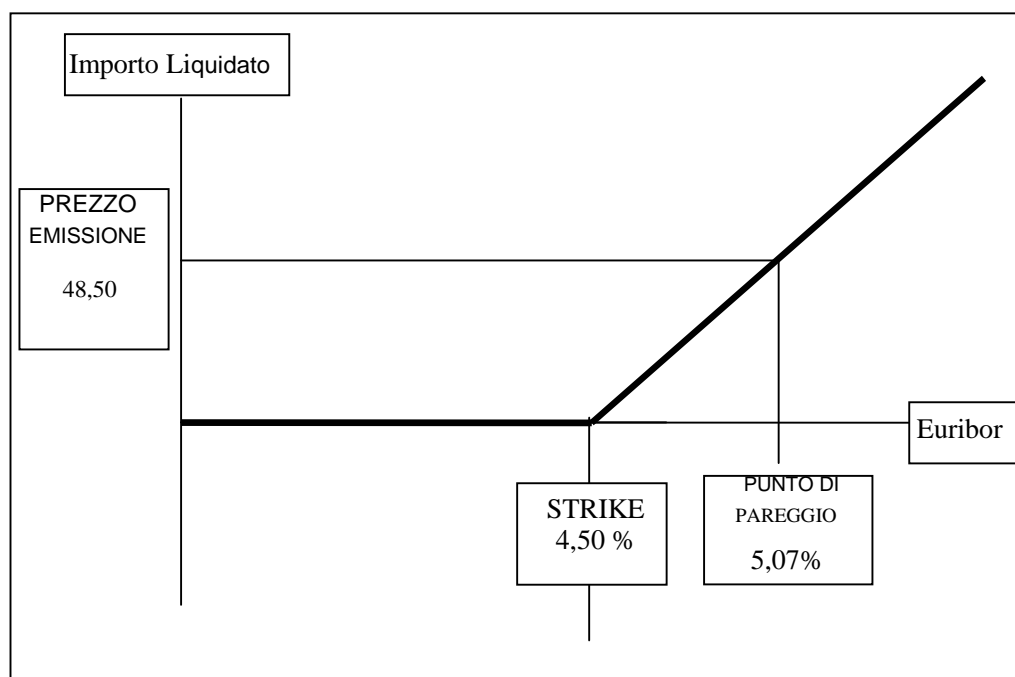 Importo Liquidato
PREZZO
EMISSIONE
48,50
Euribor
STRIKE
4,50 %
PUNTO DI
PAREGGIO
5,07%